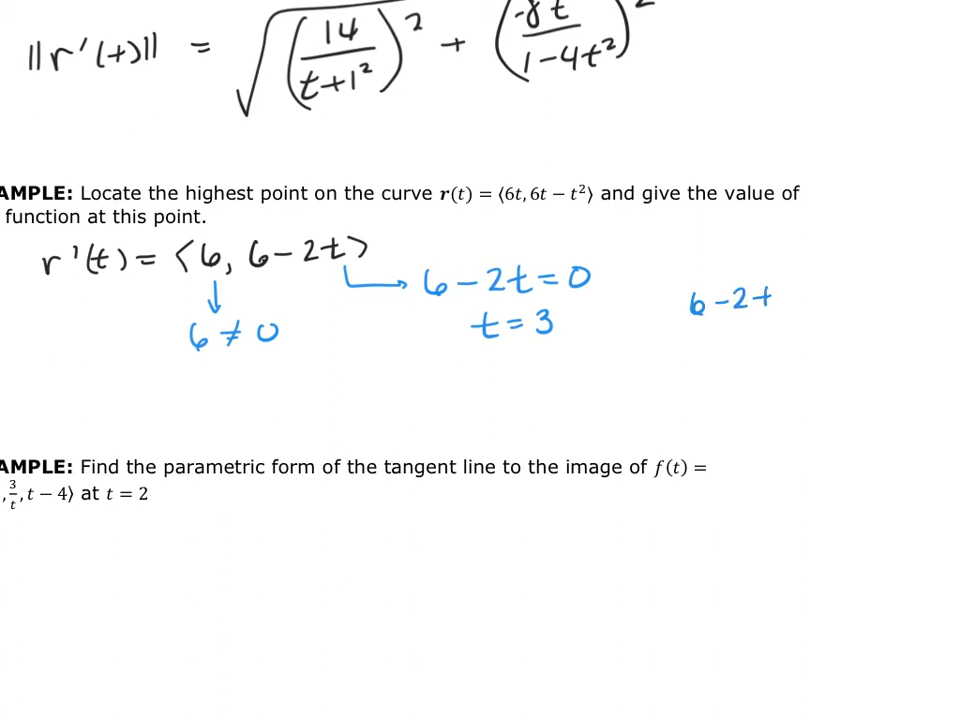 ||r'(t)|| = √(14/t+1²)² + (-8t/1-4t²)²
AMPLE: Locate the highest point on the curve r(t) = ⟨6t, 6t − t²⟩ and give the value of
function at this point.
r'(t) = <6, 6-2t>
6-2t=0
6-2t
6 ≠ 0
t = 3
AMPLE: Find the parametric form of the tangent line to the image of f(t) =
, 3/t, t − 4⟩ at t = 2